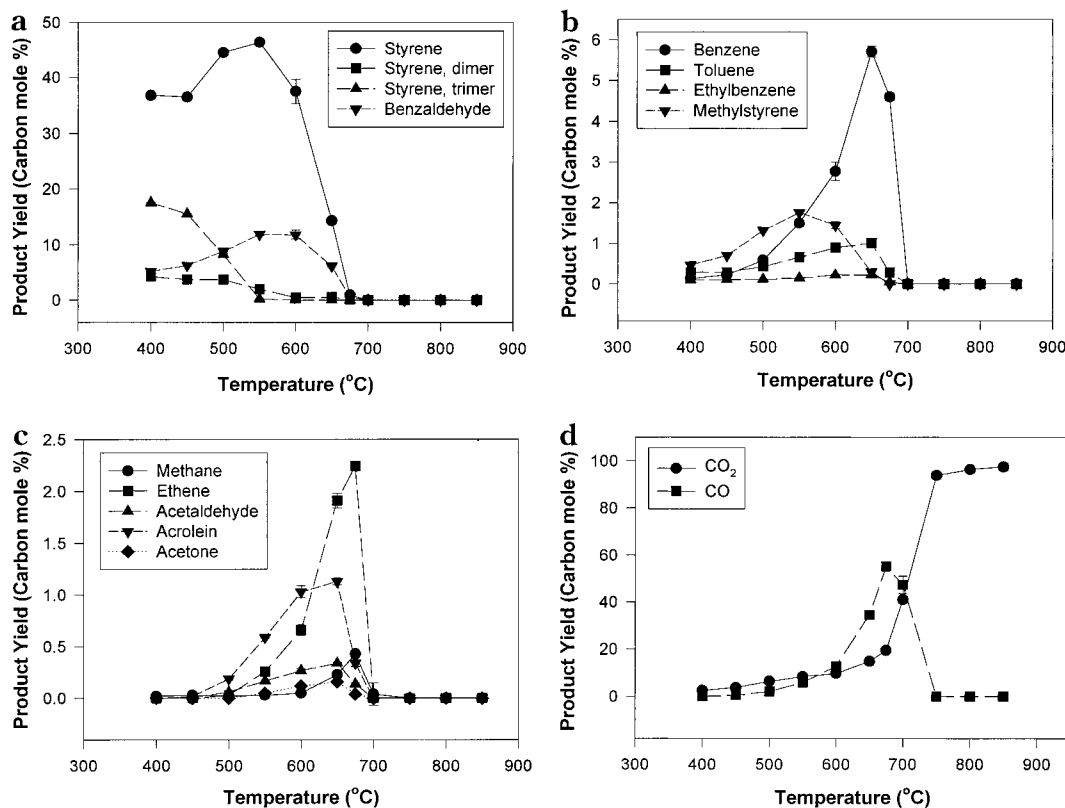 a
Product Yield (Carbon mole %)
50
40
30
20
10
0
Styrene
Styrene, dimer
Styrene, trimer
Benzaldehyde
300 400 500 600 700 800 900
Temperature (°C)
b
Product Yield (Carbon mole %)
6
5
4
3
2
1
0
Benzene
Toluene
Ethylbenzene
Methylstyrene
300 400 500 600 700 800 900
Temperature (°C)
c
Product Yield (Carbon mole %)
2.5
2.0
1.5
1.0
0.5
0.0
Methane
Ethene
Acetaldehyde
Acrolein
Acetone
300 400 500 600 700 800 900
Temperature (°C)
d
Product Yield (Carbon mole %)
100
80
60
40
20
0
CO₂
CO
300 400 500 600 700 800 900
Temperature (°C)